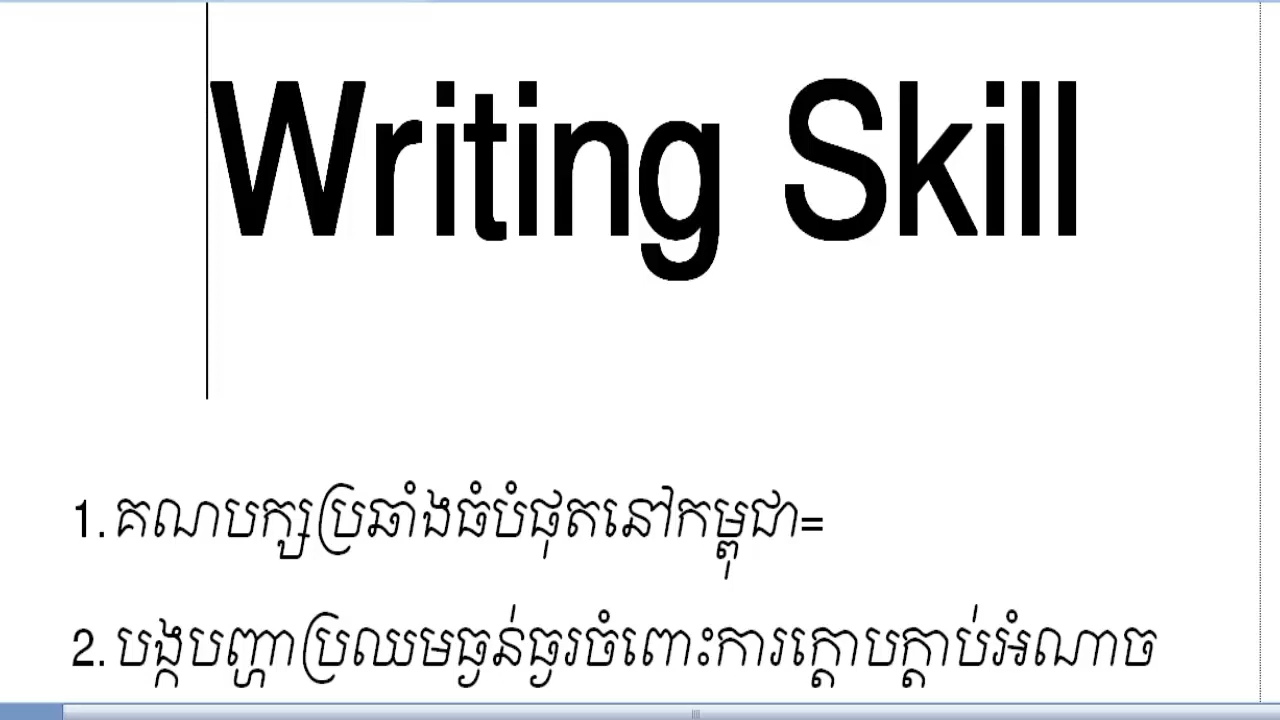 Writing Skill
1. គណបក្សប្រឆាំងធំបំផុតនៅកម្ពុជា=
2. បង្កបញ្ហាប្រឈមធ្ងន់ធ្ងរចំពោះការក្តោបក្តាប់អំណាច